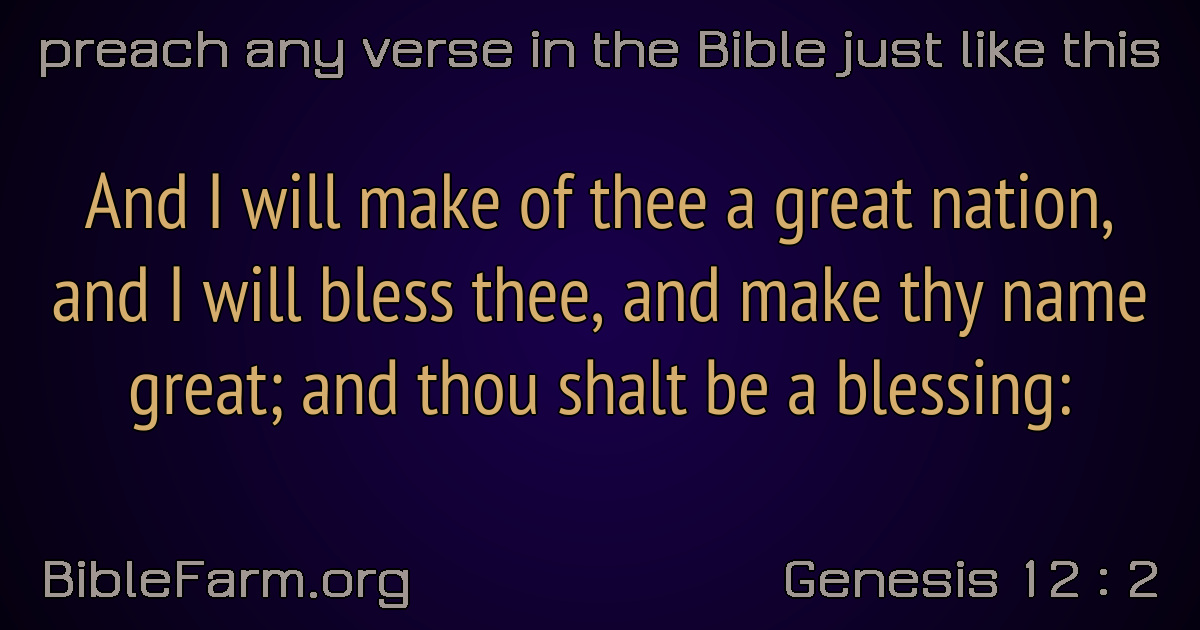 preach any verse in the Bible just like this
And I will make of thee a great nation,
and I will bless thee, and make thy name
great; and thou shalt be a blessing:
BibleFarm.org
Genesis 12 : 2